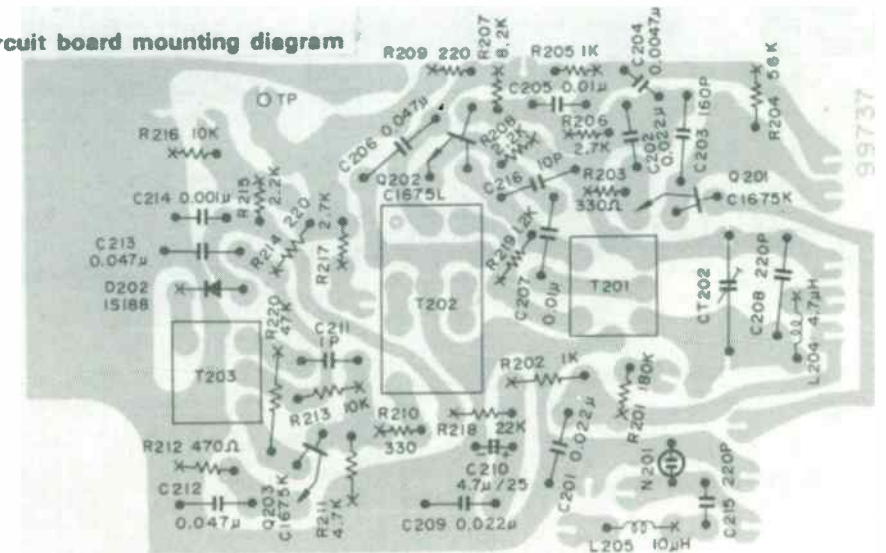 rcuit board mounting diagram
R209 220
R207 8.2K
R205 1K
C204 0.0047μ
C205 0.01μ
R204 56K
TP
C206 0.047μ
R208 2.2K
R206 2.7K
C202 0.022μ
C203 160P
99737
R216 10K
Q202 C1675L
C216 10P
R203 330Ω
Q201 C1675K
C214 0.001μ
R215 2.2K
R214 220
R217 2.7K
C213 0.047μ
R219 1.2K
C207 0.01μ
T201
T202
CT202
C208 220P
L204 4.7μH
D202 1S188
R220 47K
C211 1P
T203
R202 1K
R201 180K
R213 10K
R210 330
R218 22K
C201 0.022μ
R212 470Ω
C210 4.7μ/25
N201
C215 220P
C212 0.047μ
Q203 C1675K
R211 4.7K
C209 0.022μ
L205 10μH